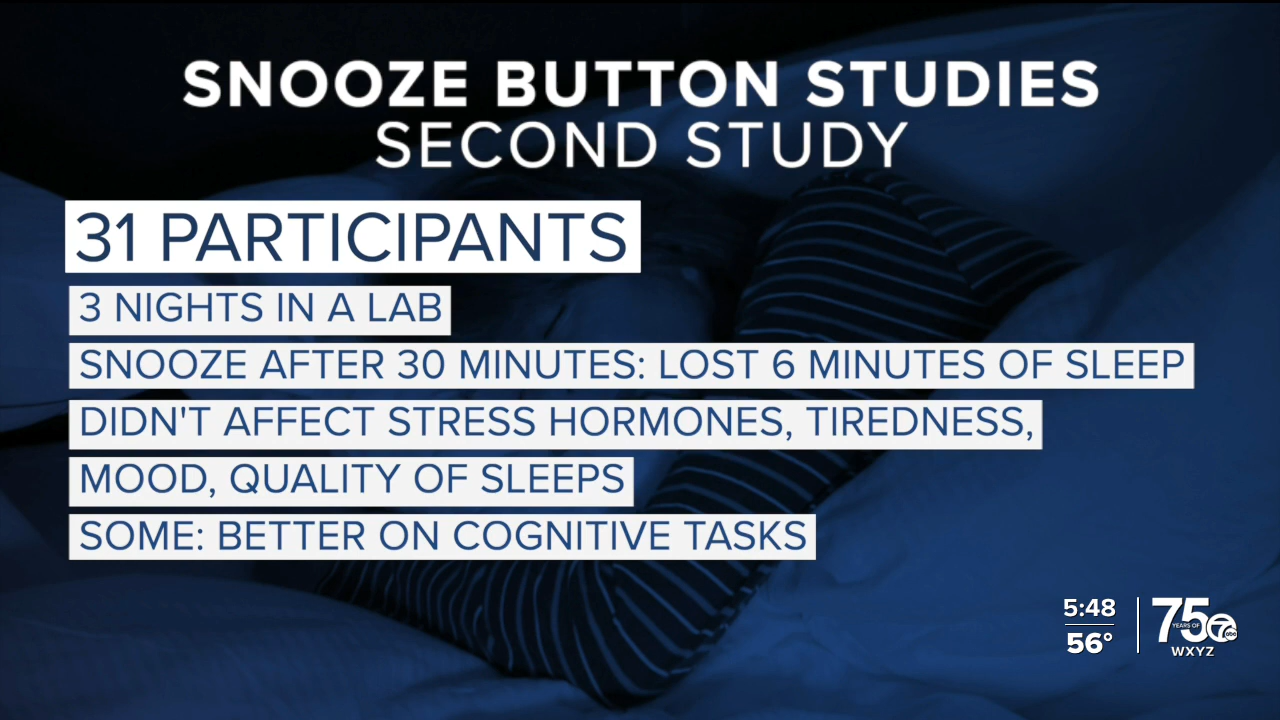 SNOOZE BUTTON STUDIES
SECOND STUDY
31 PARTICIPANTS
3 NIGHTS IN A LAB
SNOOZE AFTER 30 MINUTES: LOST 6 MINUTES OF SLEEP
DIDN'T AFFECT STRESS HORMONES, TIREDNESS,
MOOD, QUALITY OF SLEEPS
SOME: BETTER ON COGNITIVE TASKS
5:48
56°
75 YEARS OF 7 abc
WXYZ